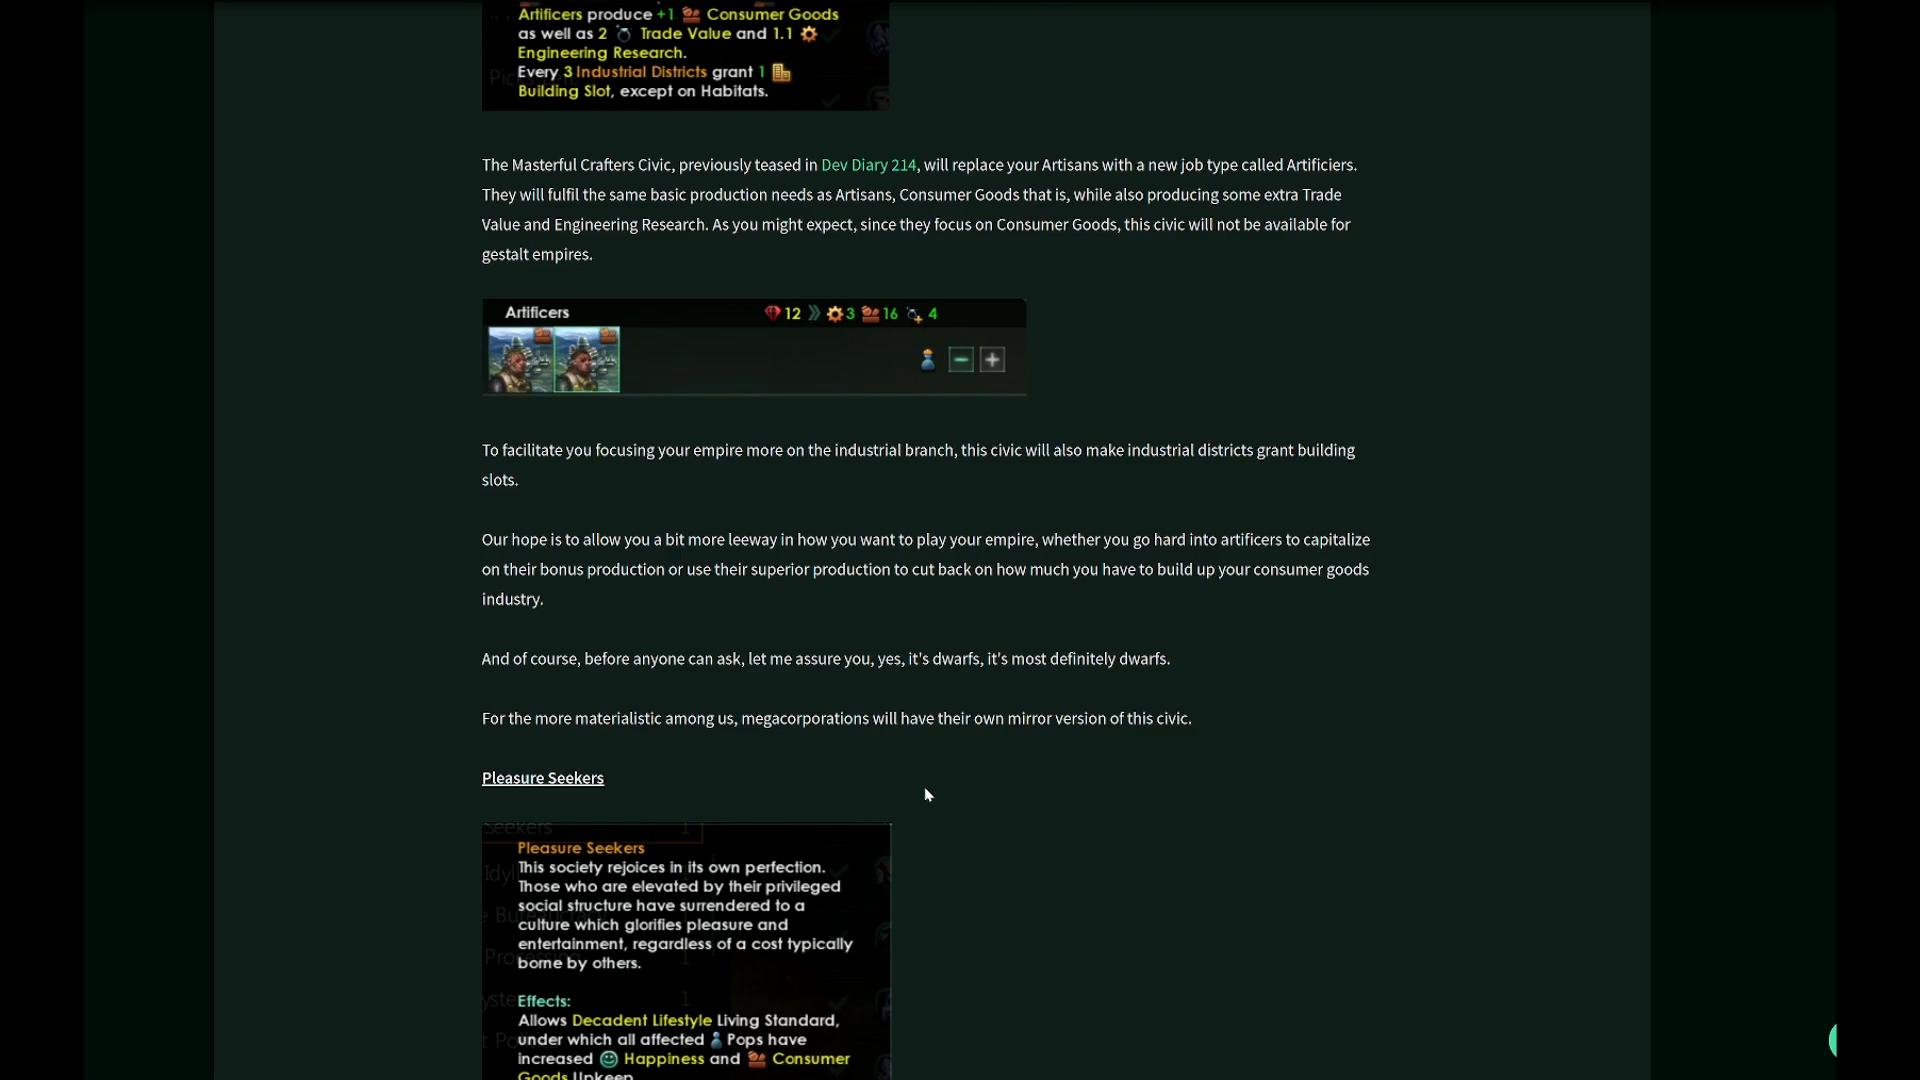 Artificers produce +1 Consumer Goods
as well as 2 Trade Value and 1.1
Engineering Research.
Every 3 Industrial Districts grant 1
Building Slot, except on Habitats.
The Masterful Crafters Civic, previously teased in Dev Diary 214, will replace your Artisans with a new job type called Artificiers.
They will fulfil the same basic production needs as Artisans, Consumer Goods that is, while also producing some extra Trade
Value and Engineering Research. As you might expect, since they focus on Consumer Goods, this civic will not be available for
gestalt empires.
Artificers 12 3 16 4
To facilitate you focusing your empire more on the industrial branch, this civic will also make industrial districts grant building
slots.
Our hope is to allow you a bit more leeway in how you want to play your empire, whether you go hard into artificers to capitalize
on their bonus production or use their superior production to cut back on how much you have to build up your consumer goods
industry.
And of course, before anyone can ask, let me assure you, yes, it's dwarfs, it's most definitely dwarfs.
For the more materialistic among us, megacorporations will have their own mirror version of this civic.
Pleasure Seekers
Seekers 1
Pleasure Seekers
This society rejoices in its own perfection.
Those who are elevated by their privileged
social structure have surrendered to a
culture which glorifies pleasure and
entertainment, regardless of a cost typically
borne by others.
Effects:
Allows Decadent Lifestyle Living Standard,
under which all affected Pops have
increased Happiness and Consumer
Goods Upkeep